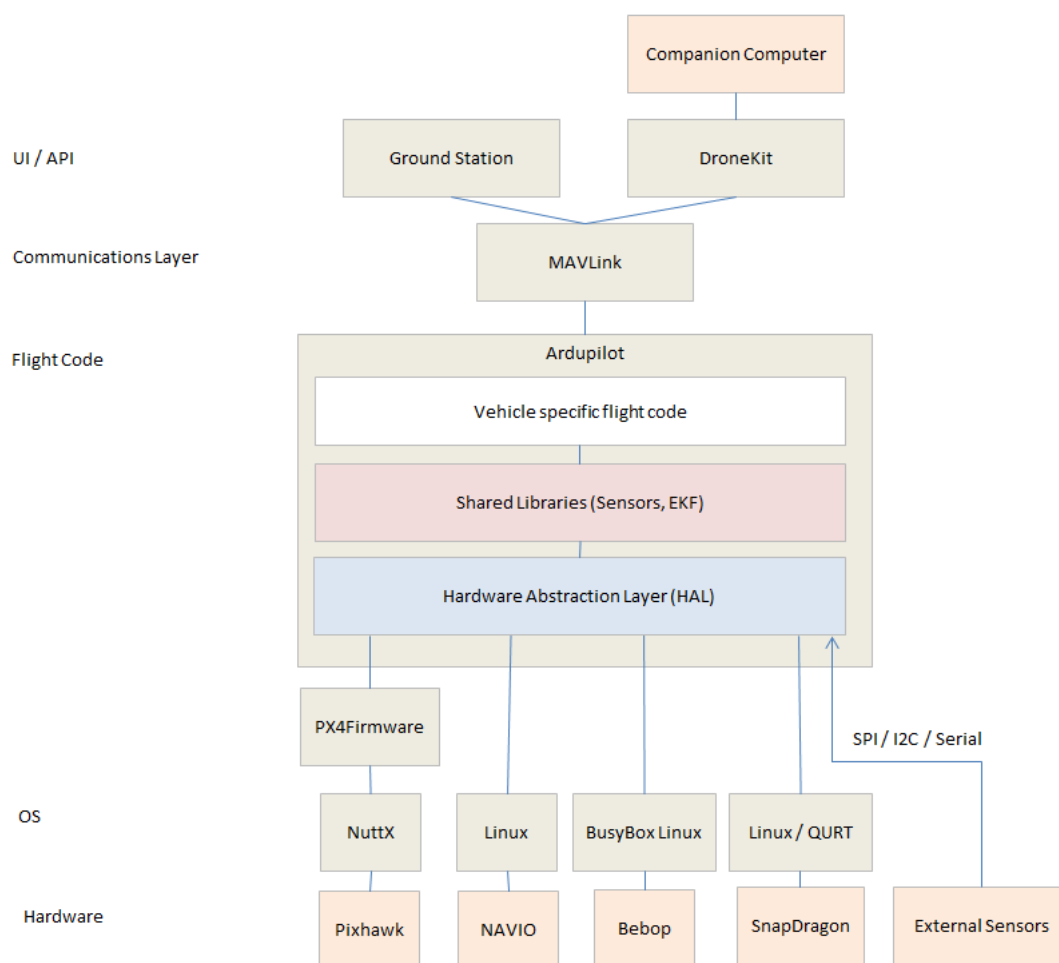 Companion Computer
UI / API
Ground Station
DroneKit
Communications Layer
MAVLink
Flight Code
Ardupilot
Vehicle specific flight code
Shared Libraries (Sensors, EKF)
Hardware Abstraction Layer (HAL)
PX4Firmware
SPI / I2C / Serial
OS
NuttX
Linux
BusyBox Linux
Linux / QURT
Hardware
Pixhawk
NAVIO
Bebop
SnapDragon
External Sensors